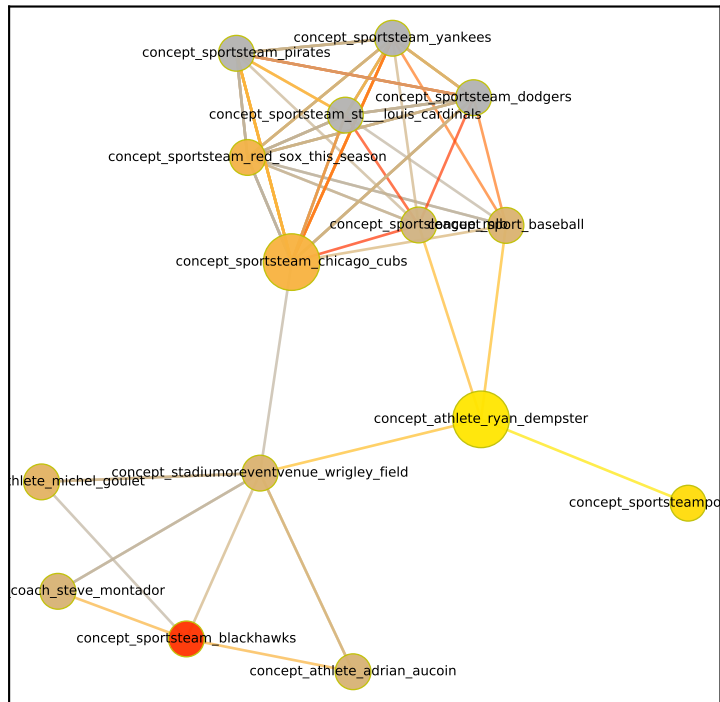 concept_sportsteam_yankees
concept_sportsteam_pirates
concept_sportsteam_dodgers
concept_sportsteam_st___louis_cardinals
concept_sportsteam_red_sox_this_season
concept_sport_baseball
concept_sportsteam_chicago_cubs
concept_athlete_ryan_dempster
concept_stadiumoreventvenue_wrigley_field
thlete_michel_goulet
concept_sportsteampo
coach_steve_montador
concept_sportsteam_blackhawks
concept_athlete_adrian_aucoin